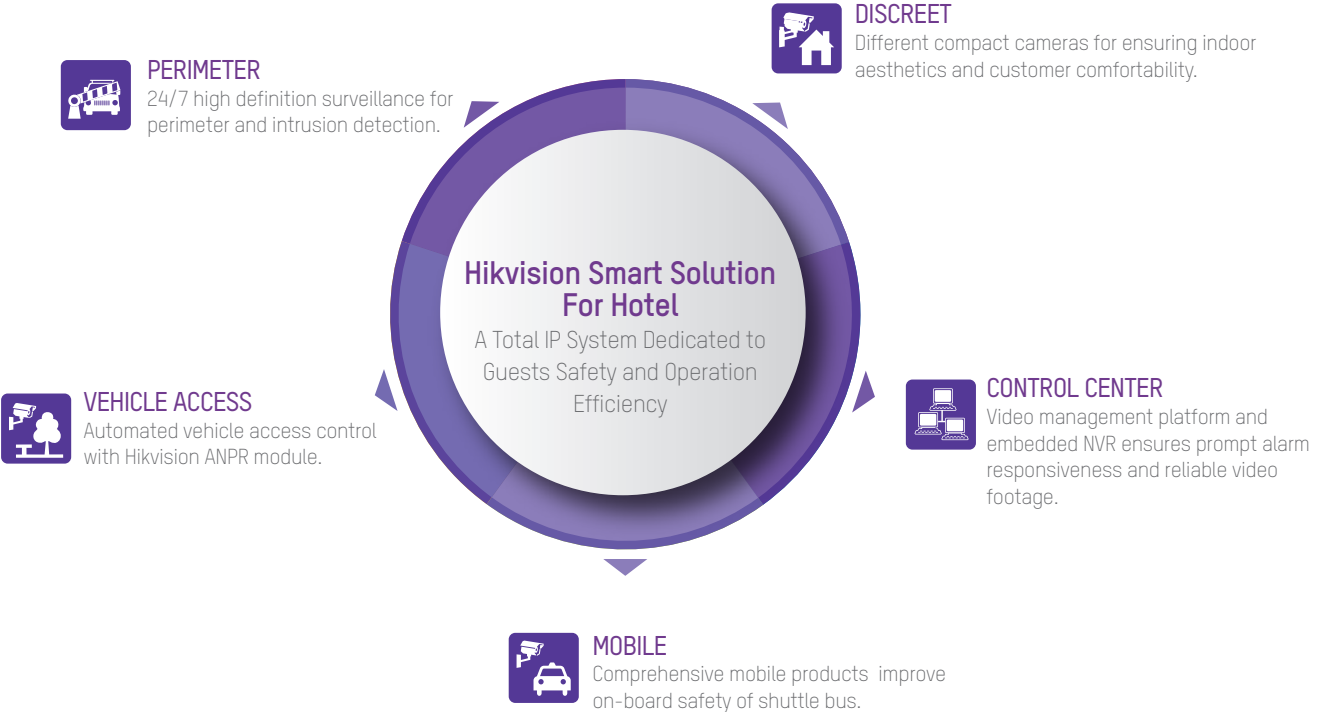 DISCREET
Different compact cameras for ensuring indoor
aesthetics and customer comfortability.
PERIMETER
24/7 high definition surveillance for
perimeter and intrusion detection.
Hikvision Smart Solution
For Hotel
A Total IP System Dedicated to
Guests Safety and Operation
Efficiency
VEHICLE ACCESS
Automated vehicle access control
with Hikvision ANPR module.
CONTROL CENTER
Video management platform and
embedded NVR ensures prompt alarm
responsiveness and reliable video
footage.
MOBILE
Comprehensive mobile products improve
on-board safety of shuttle bus.